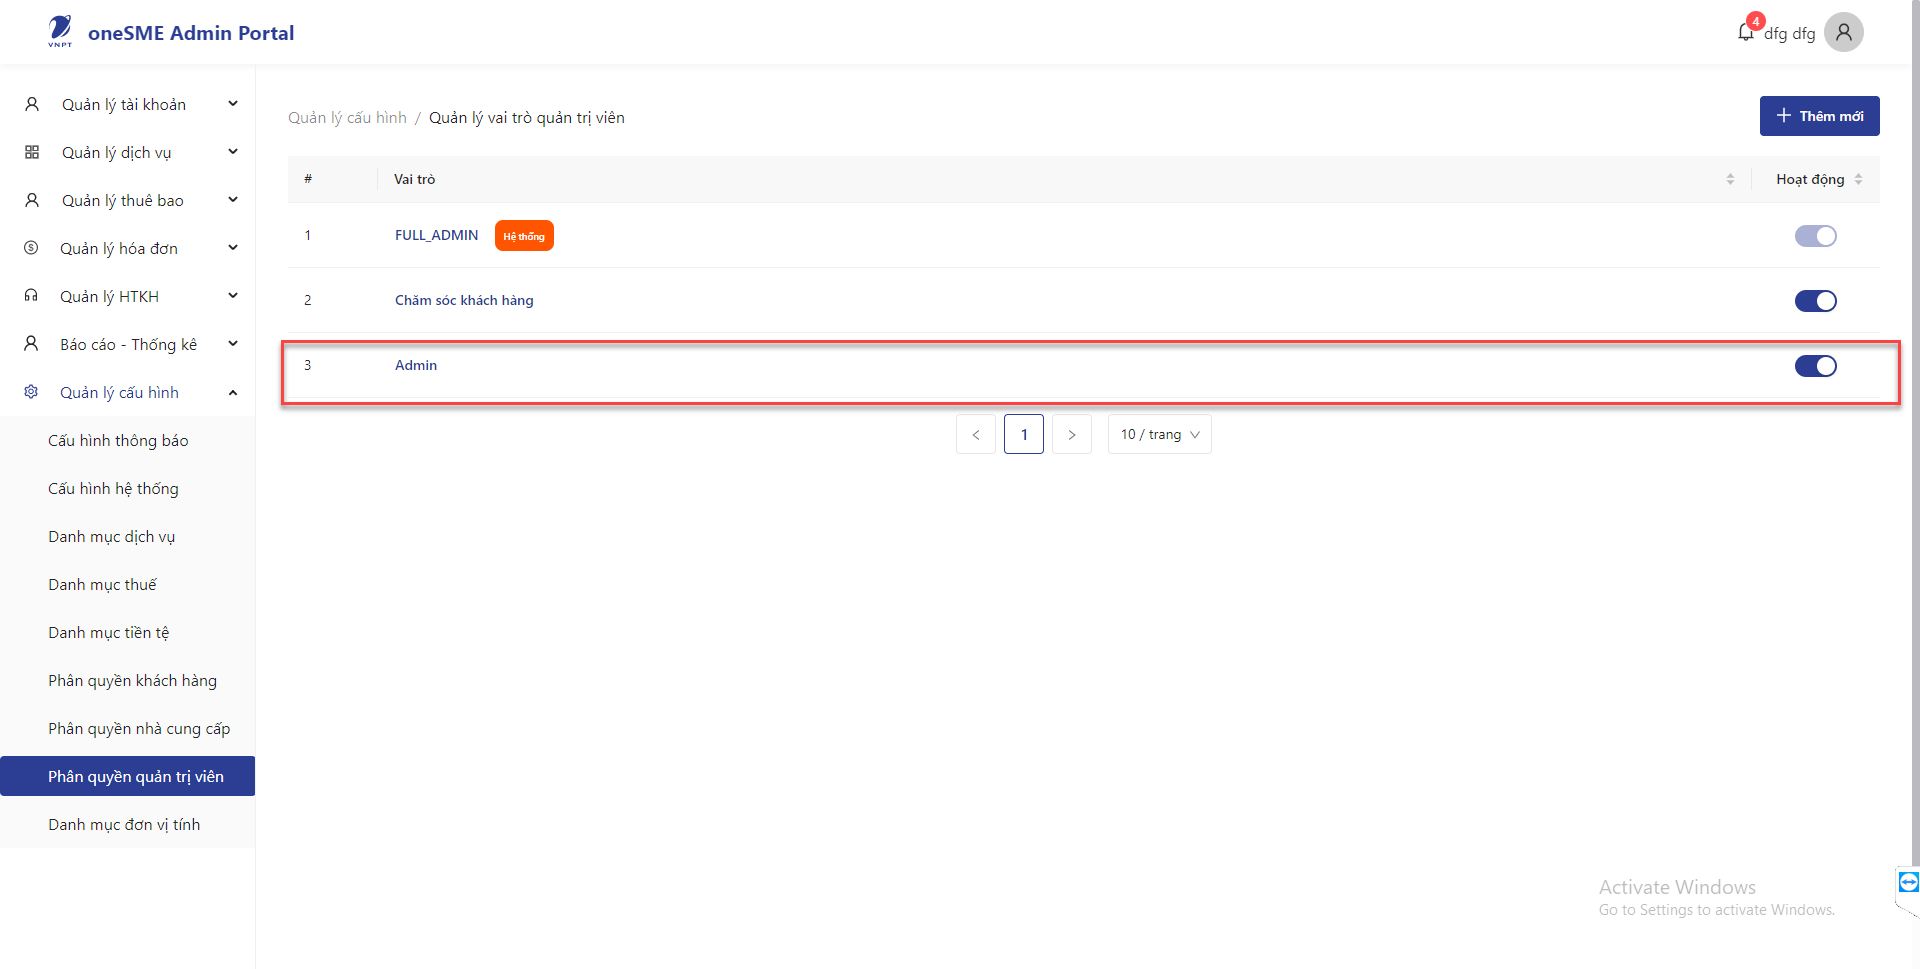 VNPT
oneSME Admin Portal
4
dfg dfg
Quản lý tài khoản
Quản lý dịch vụ
Quản lý thuê bao
Quản lý hóa đơn
Quản lý HTKH
Báo cáo - Thống kê
Quản lý cấu hình
Cấu hình thông báo
Cấu hình hệ thống
Danh mục dịch vụ
Danh mục thuế
Danh mục tiền tệ
Phân quyền khách hàng
Phân quyền nhà cung cấp
Phân quyền quản trị viên
Danh mục đơn vị tính
Quản lý cấu hình / Quản lý vai trò quản trị viên
Thêm mới
# Vai trò Hoạt động
1 FULL_ADMIN Hệ thống
2 Chăm sóc khách hàng
3 Admin
< 1 > 10 / trang
Activate Windows
Go to Settings to activate Windows.